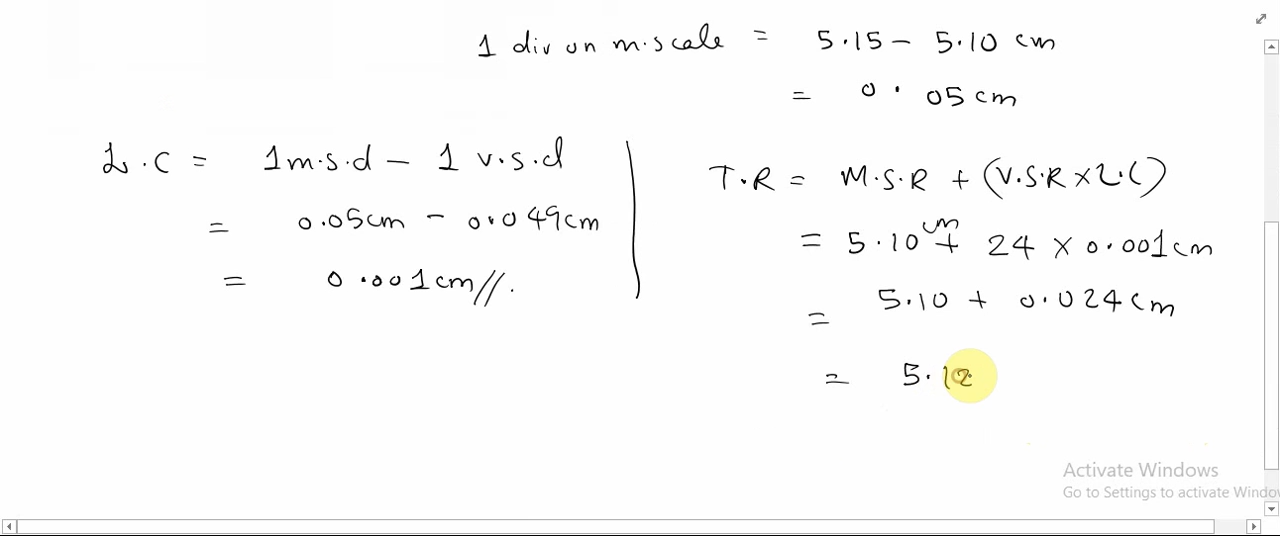 1 div on m.scale = 5.15 - 5.10 cm
= 0.05 cm
L.C = 1 m.s.d - 1 v.s.d
= 0.05cm - 0.049cm
= 0.001cm//.
T.R = M.S.R + (V.S.R × L.C)
= 5.10 cm + 24 × 0.001cm
= 5.10 + 0.024cm
= 5.12
Activate Windows
Go to Settings to activate Windo